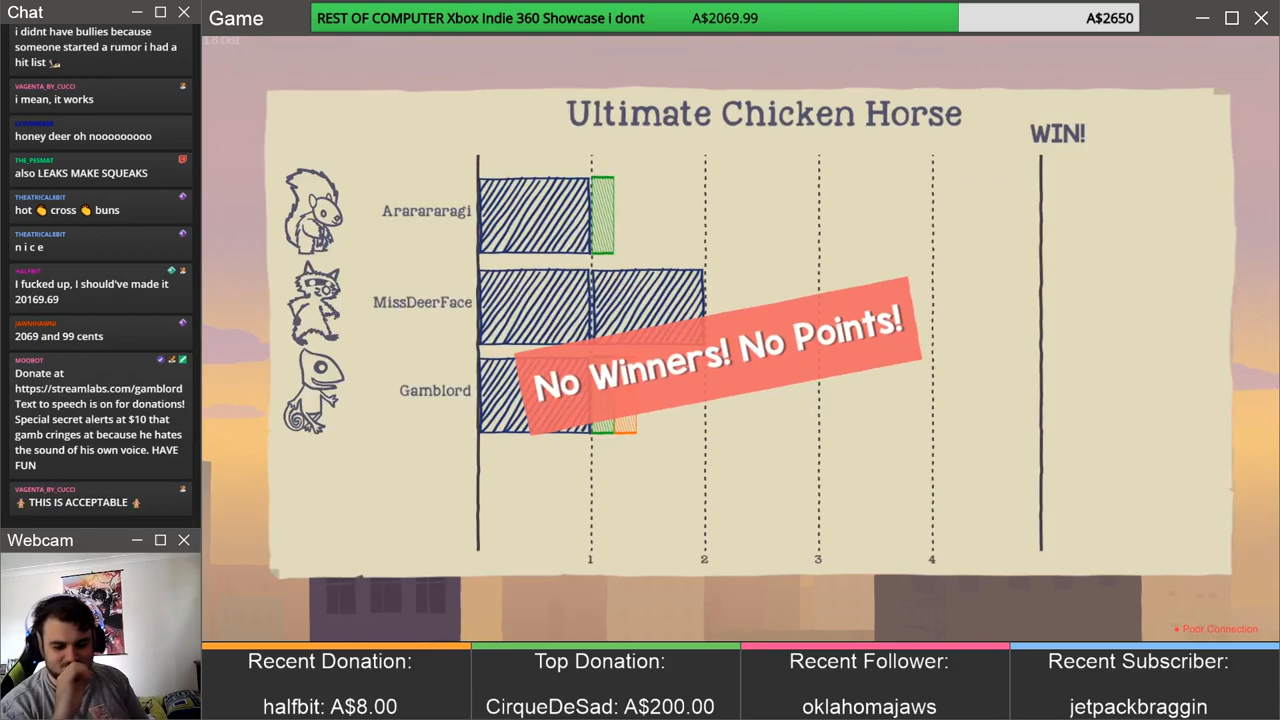 Chat
i didnt have bullies because
someone started a rumor i had a
hit list
VAGENTA_BY_CUCCI
i mean, it works
honey deer oh nooooooooo
THE_PESMAT
also LEAKS MAKE SQUEAKS
THEATRICALEBIT
hot 👏 cross 👏 buns
THEATRICALEBIT
n i c e
HALFBIT
I fucked up, I should've made it
20169.69
JAWNIHAWNI
2069 and 99 cents
MOOBOT
Donate at
https://streamlabs.com/gamblord
Text to speech is on for donations!
Special secret alerts at $10 that
gamb cringes at because he hates
the sound of his own voice. HAVE
FUN
VAGENTA_BY_CUCCI
THIS IS ACCEPTABLE
Webcam
Game
REST OF COMPUTER Xbox Indie 360 Showcase i dont A$2069.99
A$2650
Ultimate Chicken Horse
WIN!
Ararararagi
MissDeerFace
Gamblord
No Winners! No Points!
1 2 3 4
Poor Connection
Recent Donation:
halfbit: A$8.00
Top Donation:
CirqueDeSad: A$200.00
Recent Follower:
oklahomajaws
Recent Subscriber:
jetpackbraggin